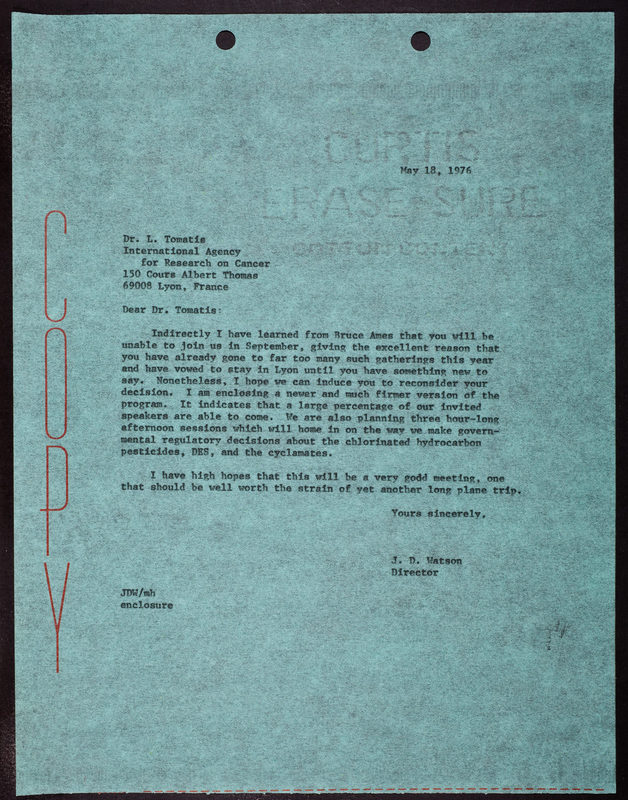 CURTIS
May 18, 1976
ERASE-SURE
COPY
Dr. L. Tomatis
International Agency
for Research on Cancer
150 Cours Albert Thomas
69008 Lyon, France
Dear Dr. Tomatis:
Indirectly I have learned from Bruce Ames that you will be
unable to join us in September, giving the excellent reason that
you have already gone to far too many such gatherings this year
and have vowed to stay in Lyon until you have something new to
say. Nonetheless, I hope we can induce you to reconsider your
decision. I am enclosing a newer and much firmer version of the
program. It indicates that a large percentage of our invited
speakers are able to come. We are also planning three hour-long
afternoon sessions which will home in on the way we make govern-
mental regulatory decisions about the chlorinated hydrocarbon
pesticides, DES, and the cyclamates.
I have high hopes that this will be a very godd meeting, one
that should be well worth the strain of yet another long plane trip.
Yours sincerely,
J. D. Watson
Director
JDW/mh
enclosure